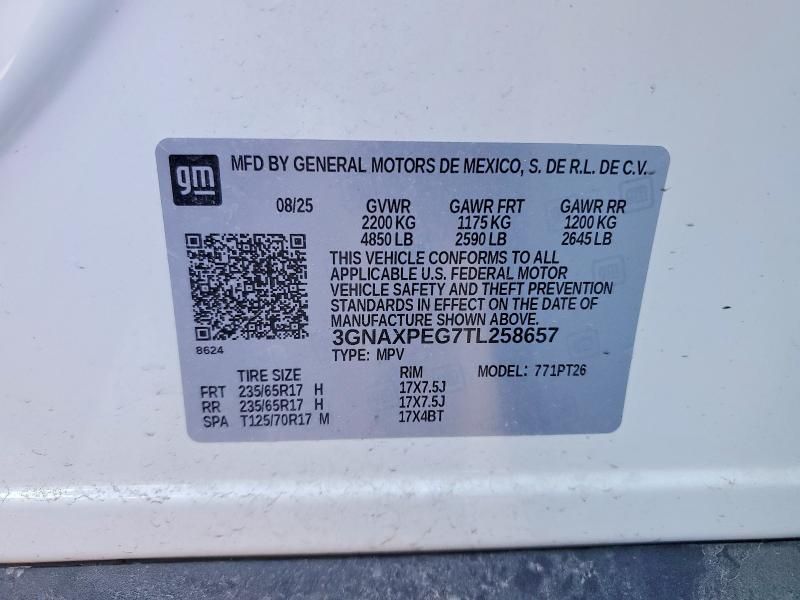 gm
MFD BY GENERAL MOTORS DE MEXICO, S. DE R.L. DE C.V.
08/25 GVWR GAWR FRT GAWR RR
2200 KG 1175 KG 1200 KG
4850 LB 2590 LB 2645 LB
THIS VEHICLE CONFORMS TO ALL
APPLICABLE U.S. FEDERAL MOTOR
VEHICLE SAFETY AND THEFT PREVENTION
STANDARDS IN EFFECT ON THE DATE OF
MANUFACTURE SHOWN ABOVE.
3GNAXPEG7TL258657
8624
TYPE: MPV
TIRE SIZE RIM MODEL: 771PT26
FRT 235/65R17 H 17X7.5J
RR 235/65R17 H 17X7.5J
SPA T125/70R17 M 17X4BT